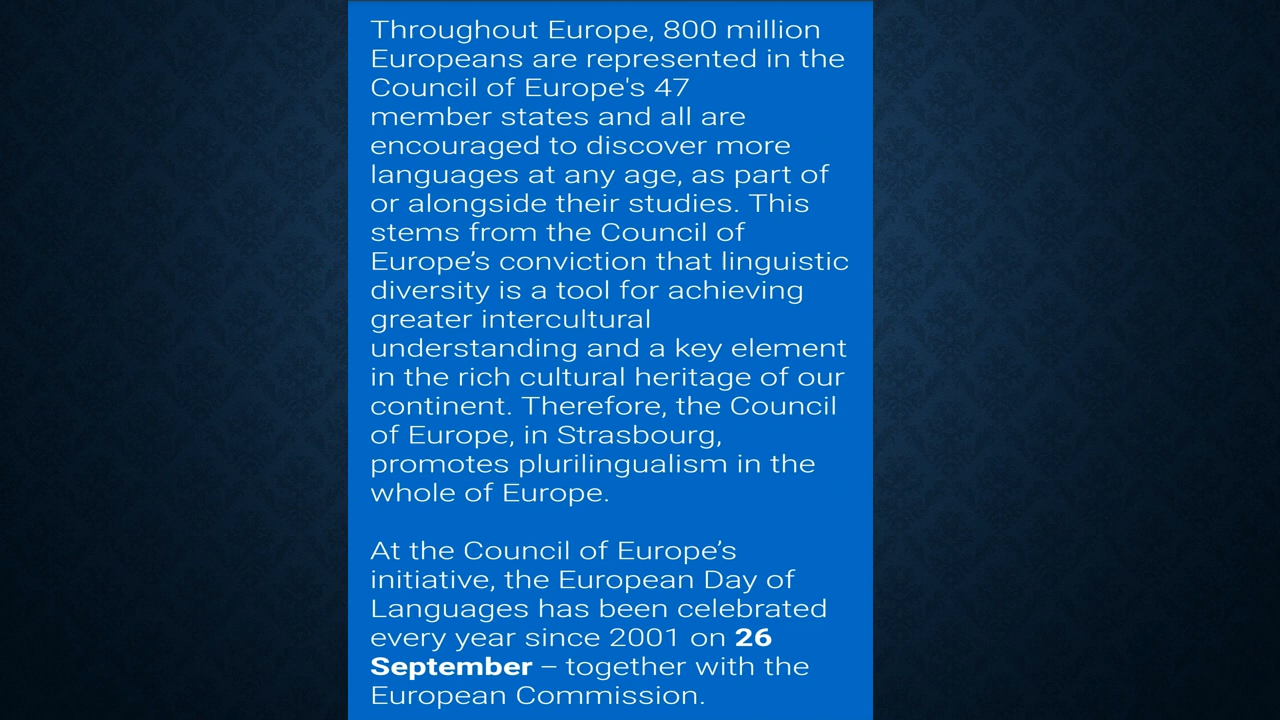 Throughout Europe, 800 million
Europeans are represented in the
Council of Europe's 47
member states and all are
encouraged to discover more
languages at any age, as part of
or alongside their studies. This
stems from the Council of
Europe’s conviction that linguistic
diversity is a tool for achieving
greater intercultural
understanding and a key element
in the rich cultural heritage of our
continent. Therefore, the Council
of Europe, in Strasbourg,
promotes plurilingualism in the
whole of Europe.
At the Council of Europe’s
initiative, the European Day of
Languages has been celebrated
every year since 2001 on 26
September – together with the
European Commission.